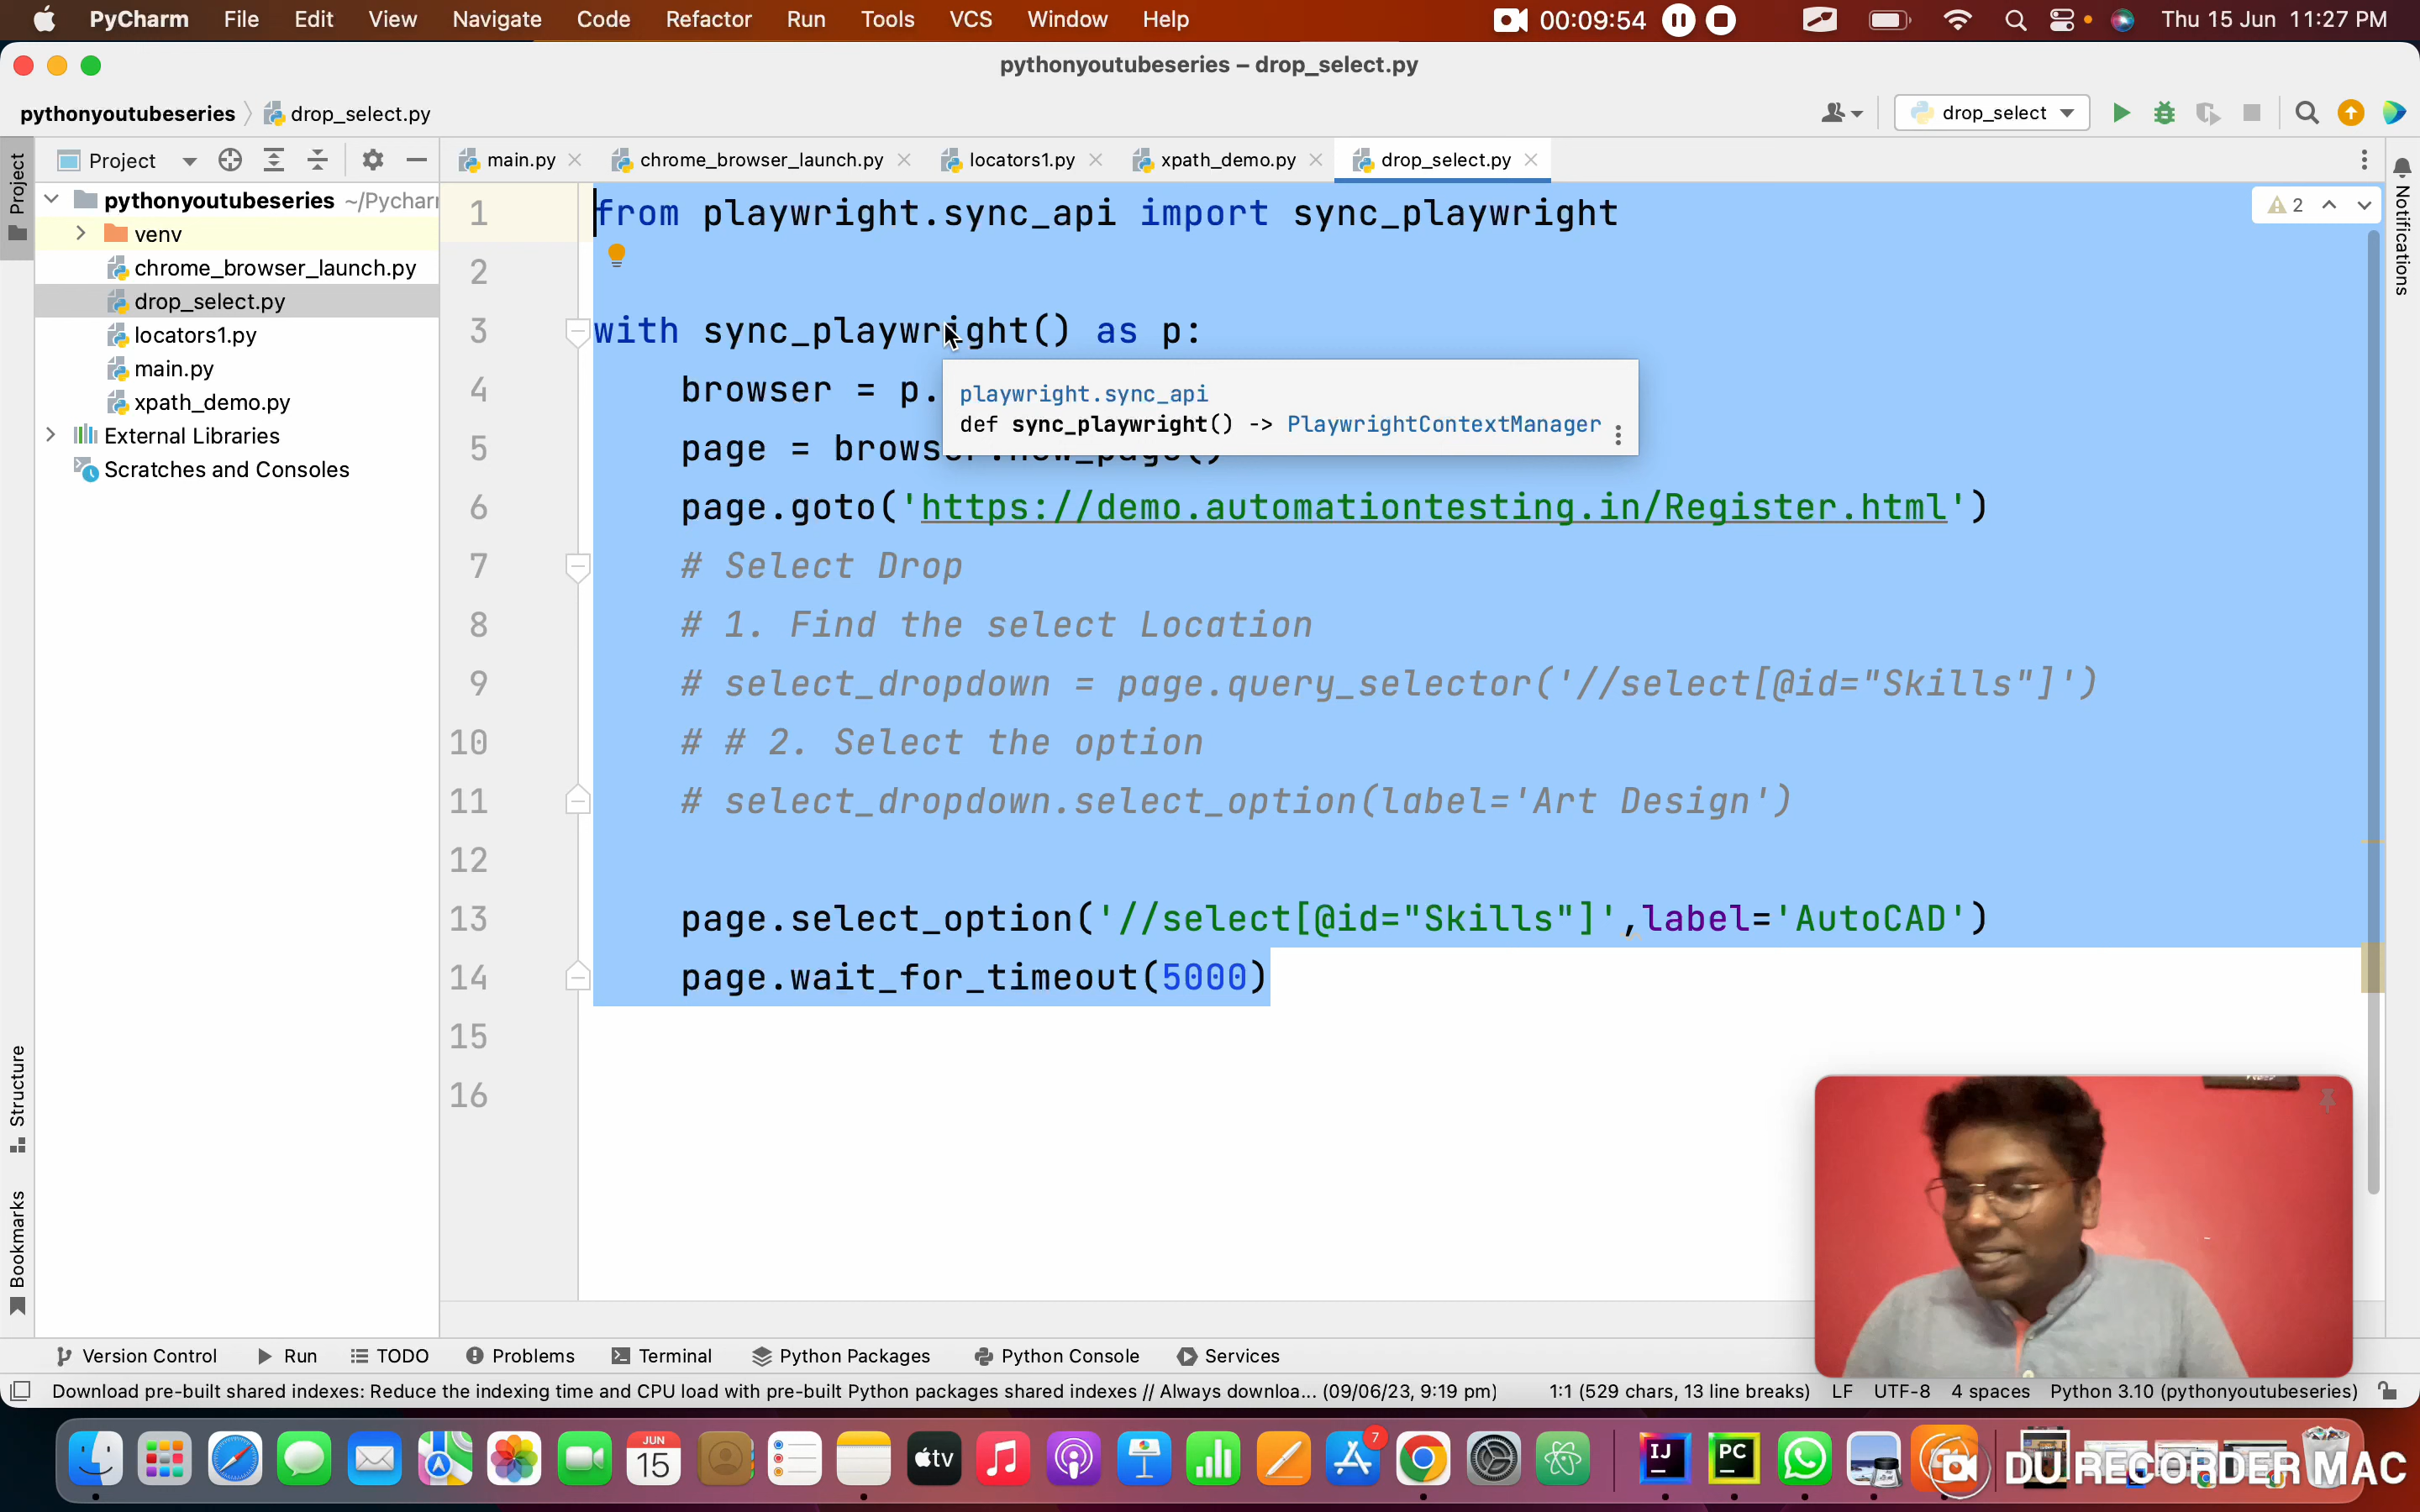 PyCharm File Edit View Navigate Code Refactor Run Tools VCS Window Help 00:09:54 Thu 15 Jun 11:27 PM
pythonyoutubeseries – drop_select.py
pythonyoutubeseries drop_select.py drop_select
Project
Project
main.py chrome_browser_launch.py locators1.py xpath_demo.py drop_select.py
Notifications
pythonyoutubeseries ~/Pychar
venv
chrome_browser_launch.py
drop_select.py
locators1.py
main.py
xpath_demo.py
External Libraries
Scratches and Consoles
2
1 from playwright.sync_api import sync_playwright
2
3 with sync_playwright() as p:
4 browser = p.
playwright.sync_api
def sync_playwright() -> PlaywrightContextManager
5 page = browser.new_page()
6 page.goto('https://demo.automationtesting.in/Register.html')
7 # Select Drop
8 # 1. Find the select Location
9 # select_dropdown = page.query_selector('//select[@id="Skills"]')
10 # # 2. Select the option
11 # select_dropdown.select_option(label='Art Design')
12
13 page.select_option('//select[@id="Skills"]',label='AutoCAD')
14 page.wait_for_timeout(5000)
15
16
Structure
Bookmarks
Version Control Run TODO Problems Terminal Python Packages Python Console Services
Download pre-built shared indexes: Reduce the indexing time and CPU load with pre-built Python packages shared indexes // Always downloa... (09/06/23, 9:19 pm) 1:1 (529 chars, 13 line breaks) LF UTF-8 4 spaces Python 3.10 (pythonyoutubeseries)
JUN
15
tv
7
IJ
PC
DU RECORDER MAC